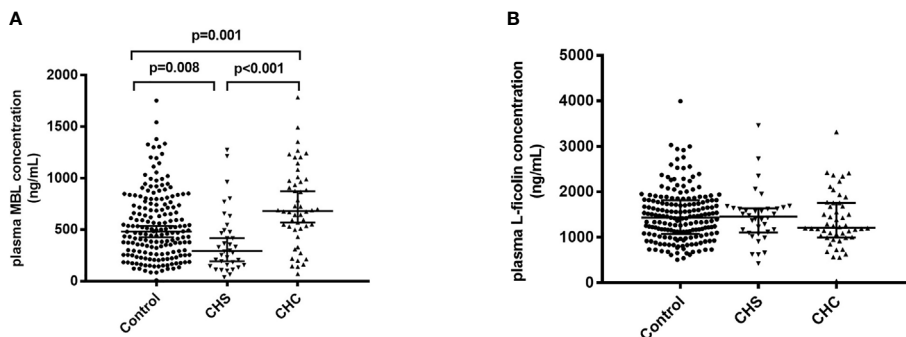 A
p=0.001
p=0.008
p<0.001
plasma MBL concentration
(ng/mL)
2000
1500
1000
500
0
Control
CHS
CHC
B
plasma L-ficolin concentration
(ng/mL)
5000
4000
3000
2000
1000
0
Control
CHS
CHC